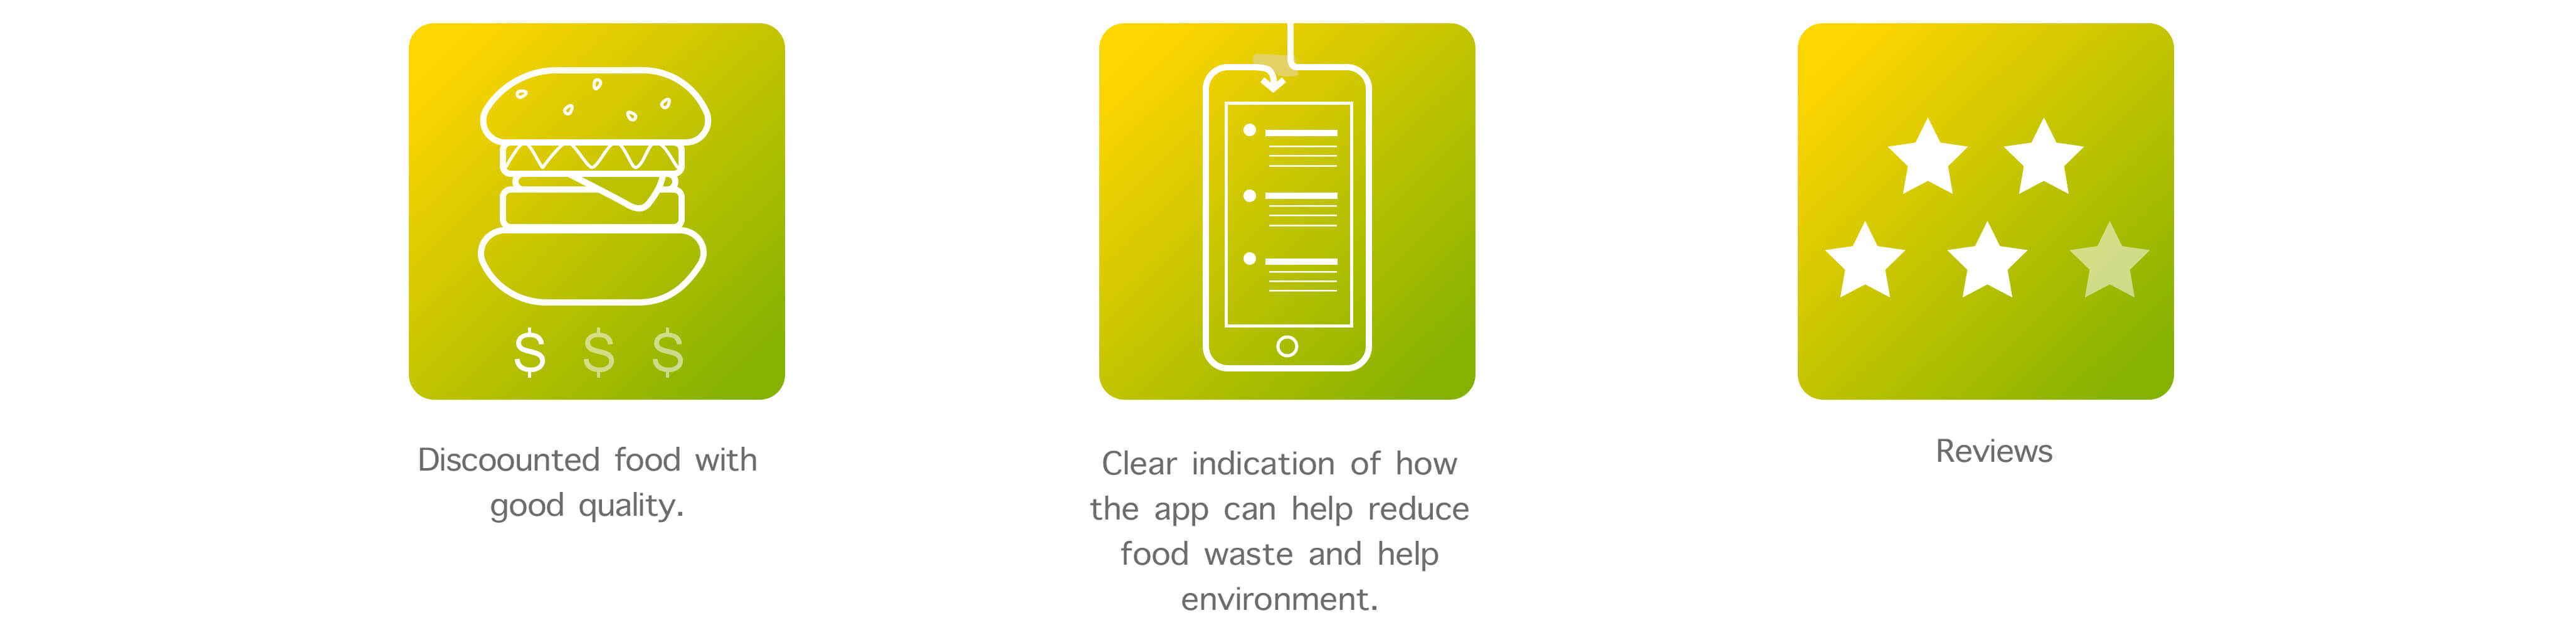 $ $ $
Discoounted food with
good quality.
Clear indication of how
the app can help reduce
food waste and help
environment.
Reviews